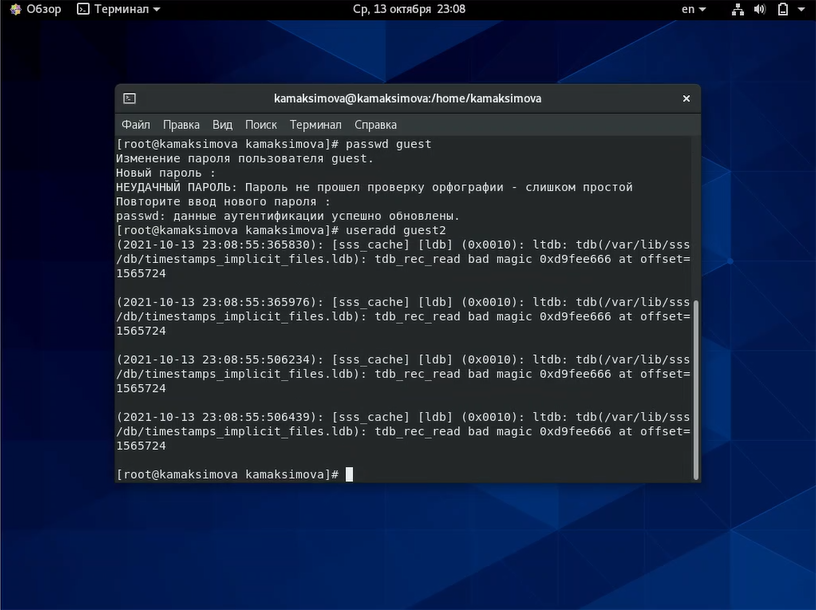 Обзор
Терминал
Ср, 13 октября 23:08
en
kamaksimova@kamaksimova:/home/kamaksimova
Файл Правка Вид Поиск Терминал Справка
[root@kamaksimova kamaksimova]# passwd guest
Изменение пароля пользователя guest.
Новый пароль :
НЕУДАЧНЫЙ ПАРОЛЬ: Пароль не прошел проверку орфографии - слишком простой
Повторите ввод нового пароля :
passwd: данные аутентификации успешно обновлены.
[root@kamaksimova kamaksimova]# useradd guest2
(2021-10-13 23:08:55:365830): [sss_cache] [ldb] (0x0010): ltdb: tdb(/var/lib/sss
/db/timestamps_implicit_files.ldb): tdb_rec_read bad magic 0xd9fee666 at offset=
1565724
(2021-10-13 23:08:55:365976): [sss_cache] [ldb] (0x0010): ltdb: tdb(/var/lib/sss
/db/timestamps_implicit_files.ldb): tdb_rec_read bad magic 0xd9fee666 at offset=
1565724
(2021-10-13 23:08:55:506234): [sss_cache] [ldb] (0x0010): ltdb: tdb(/var/lib/sss
/db/timestamps_implicit_files.ldb): tdb_rec_read bad magic 0xd9fee666 at offset=
1565724
(2021-10-13 23:08:55:506439): [sss_cache] [ldb] (0x0010): ltdb: tdb(/var/lib/sss
/db/timestamps_implicit_files.ldb): tdb_rec_read bad magic 0xd9fee666 at offset=
1565724
[root@kamaksimova kamaksimova]#